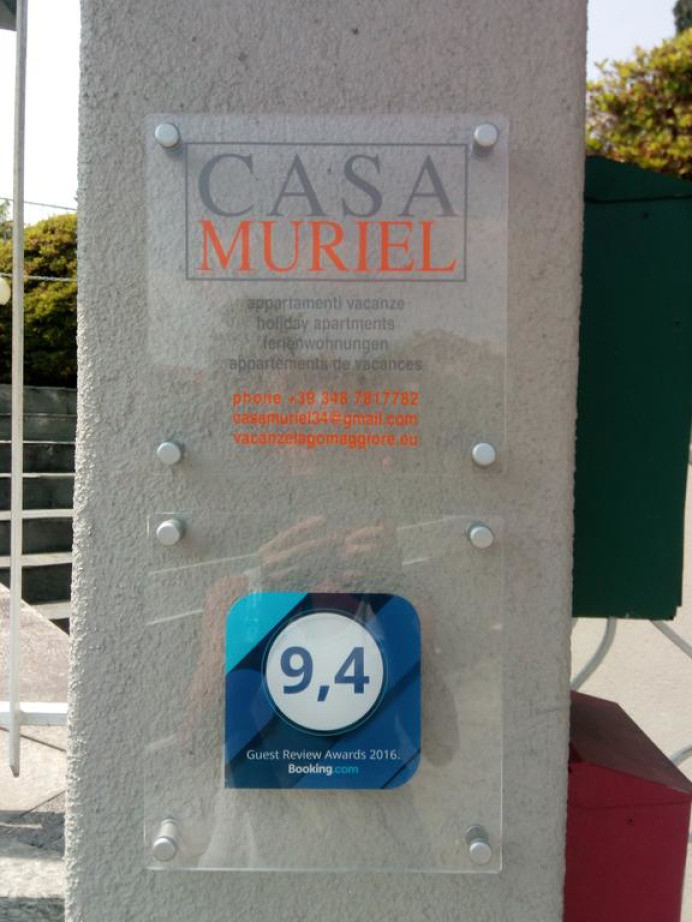 CASA
MURIEL
appartamenti vacanze
holiday apartments
ferienwohnungen
appartements de vacances
phone +39 348 7817782
casamuriel34@gmail.com
vacanzelagomaggiore.eu
9,4
Guest Review Awards 2016.
Booking.com